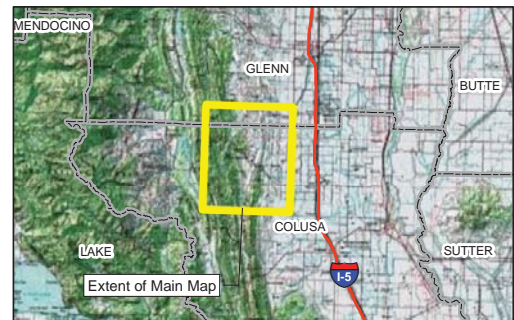 MENDOCINO
GLENN
BUTTE
COLUSA
LAKE
SUTTER
Extent of Main Map
I-5